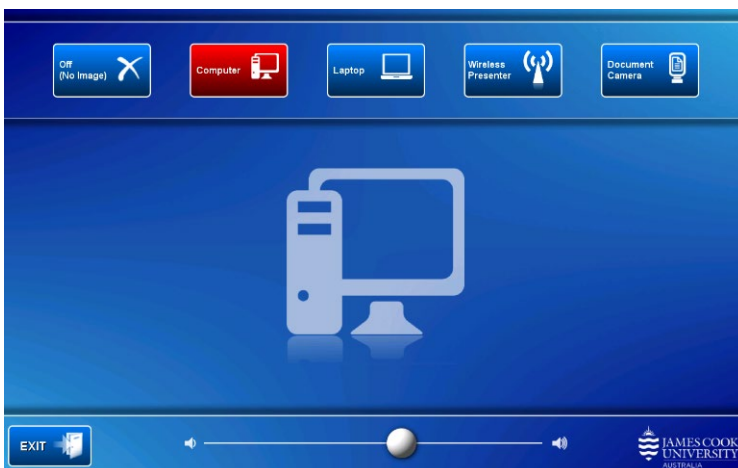 Off
(No Image)
Computer
Laptop
Wireless
Presenter
Document
Camera
EXIT
JAMES COOK
UNIVERSITY
AUSTRALIA